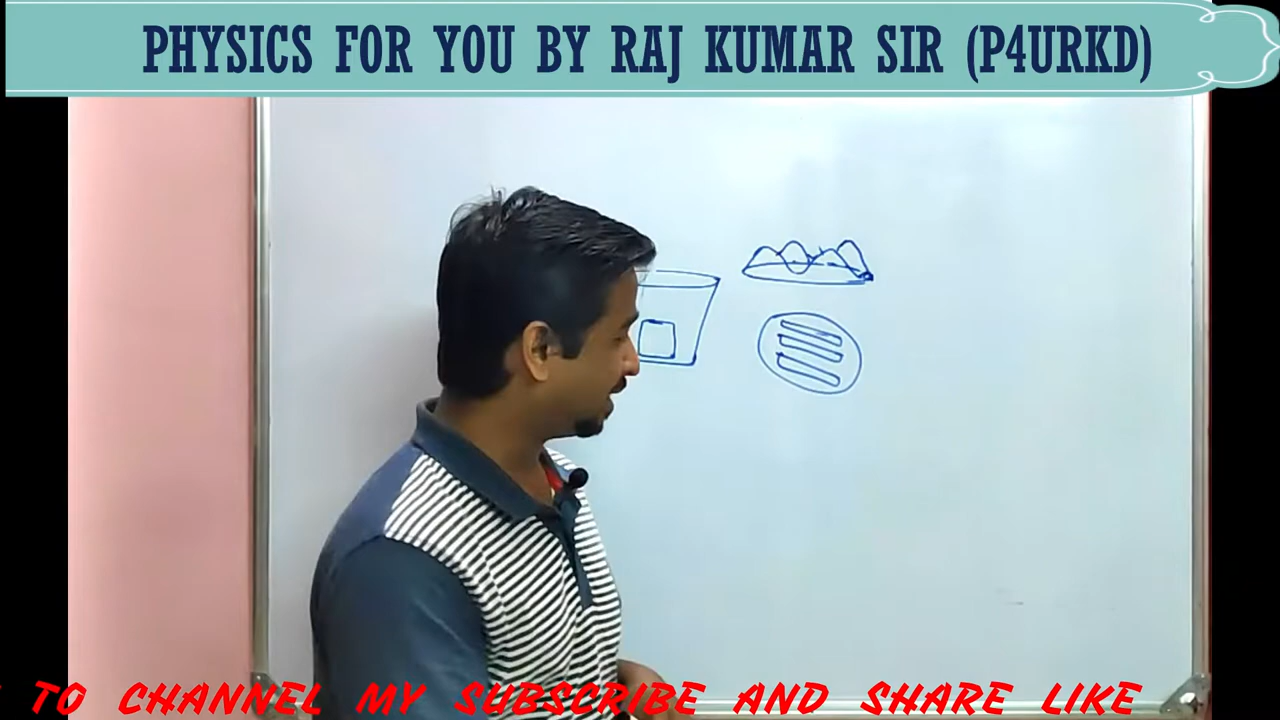 PHYSICS FOR YOU BY RAJ KUMAR SIR (P4URKD)
TO CHANNEL MY SUBSCRIBE AND SHARE LIKE